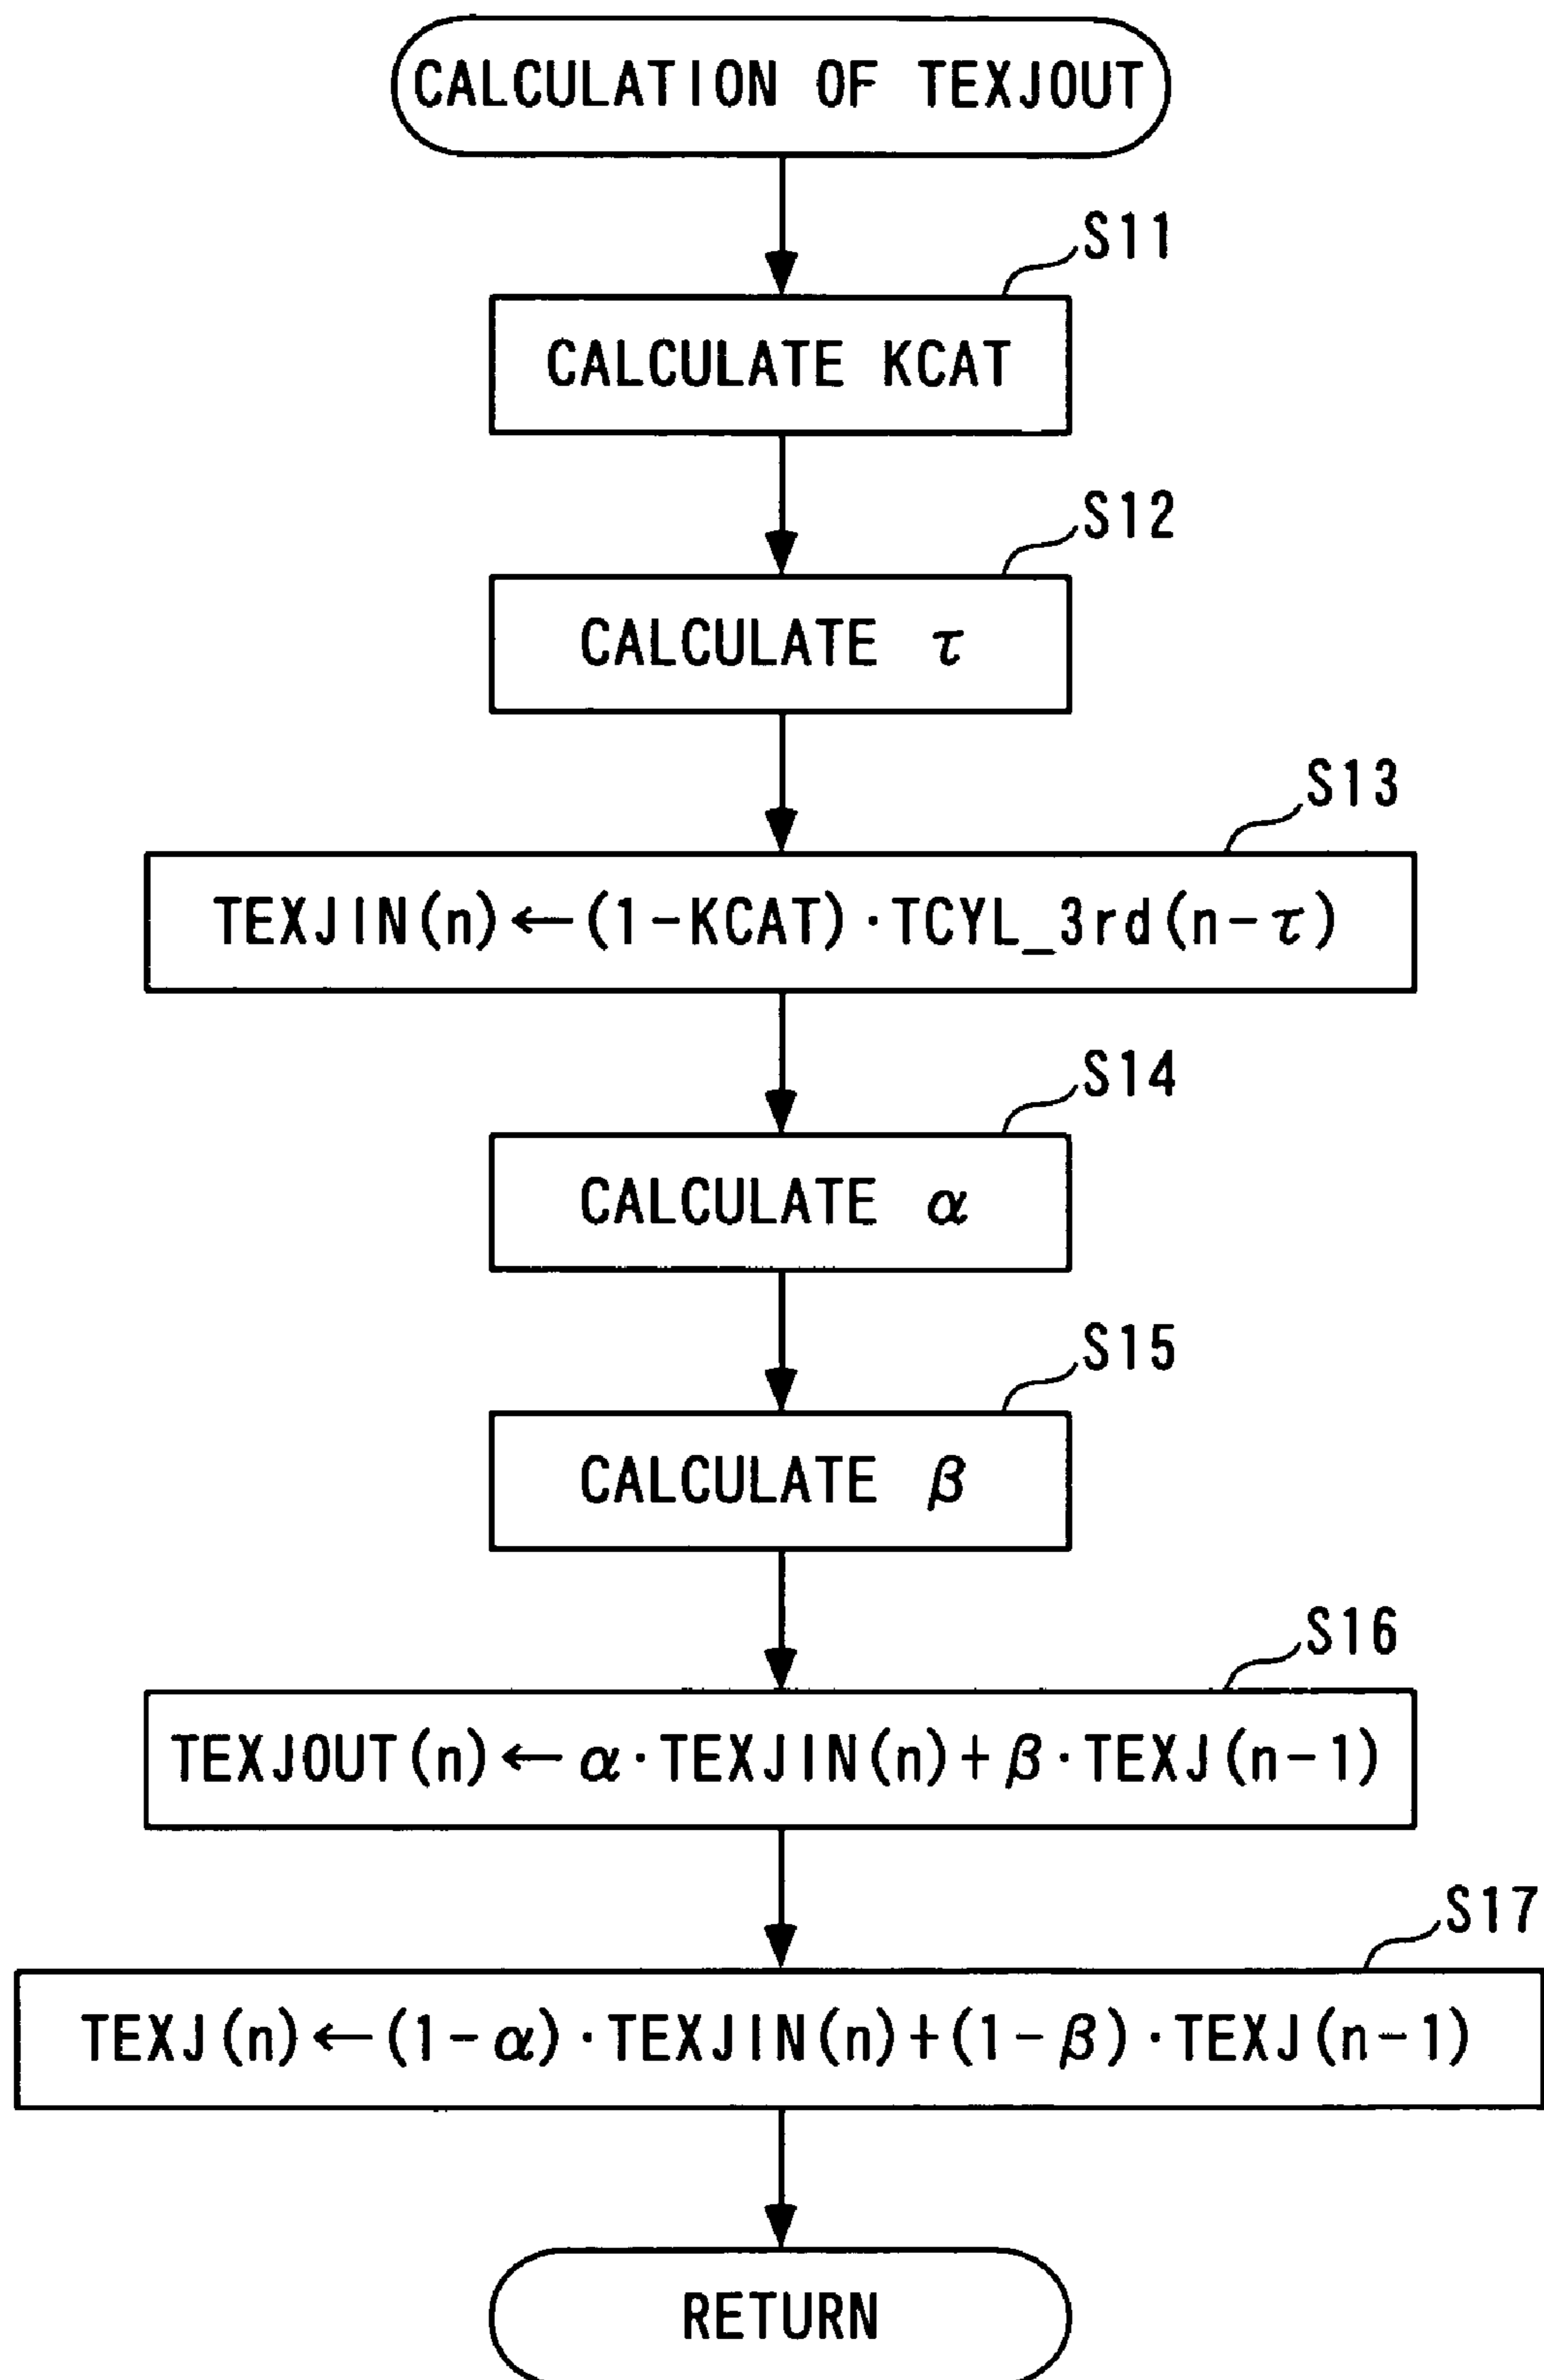 CALCULATION OF TEXJOUT
S11
CALCULATE KCAT
S12
CALCULATE τ
S13
TEXJIN(n)←(1-KCAT)·TCYL_3rd(n-τ)
S14
CALCULATE α
S15
CALCULATE β
S16
TEXJOUT(n)←α·TEXJIN(n)+β·TEXJ(n-1)
S17
TEXJ(n)←(1-α)·TEXJIN(n)+(1-β)·TEXJ(n-1)
RETURN